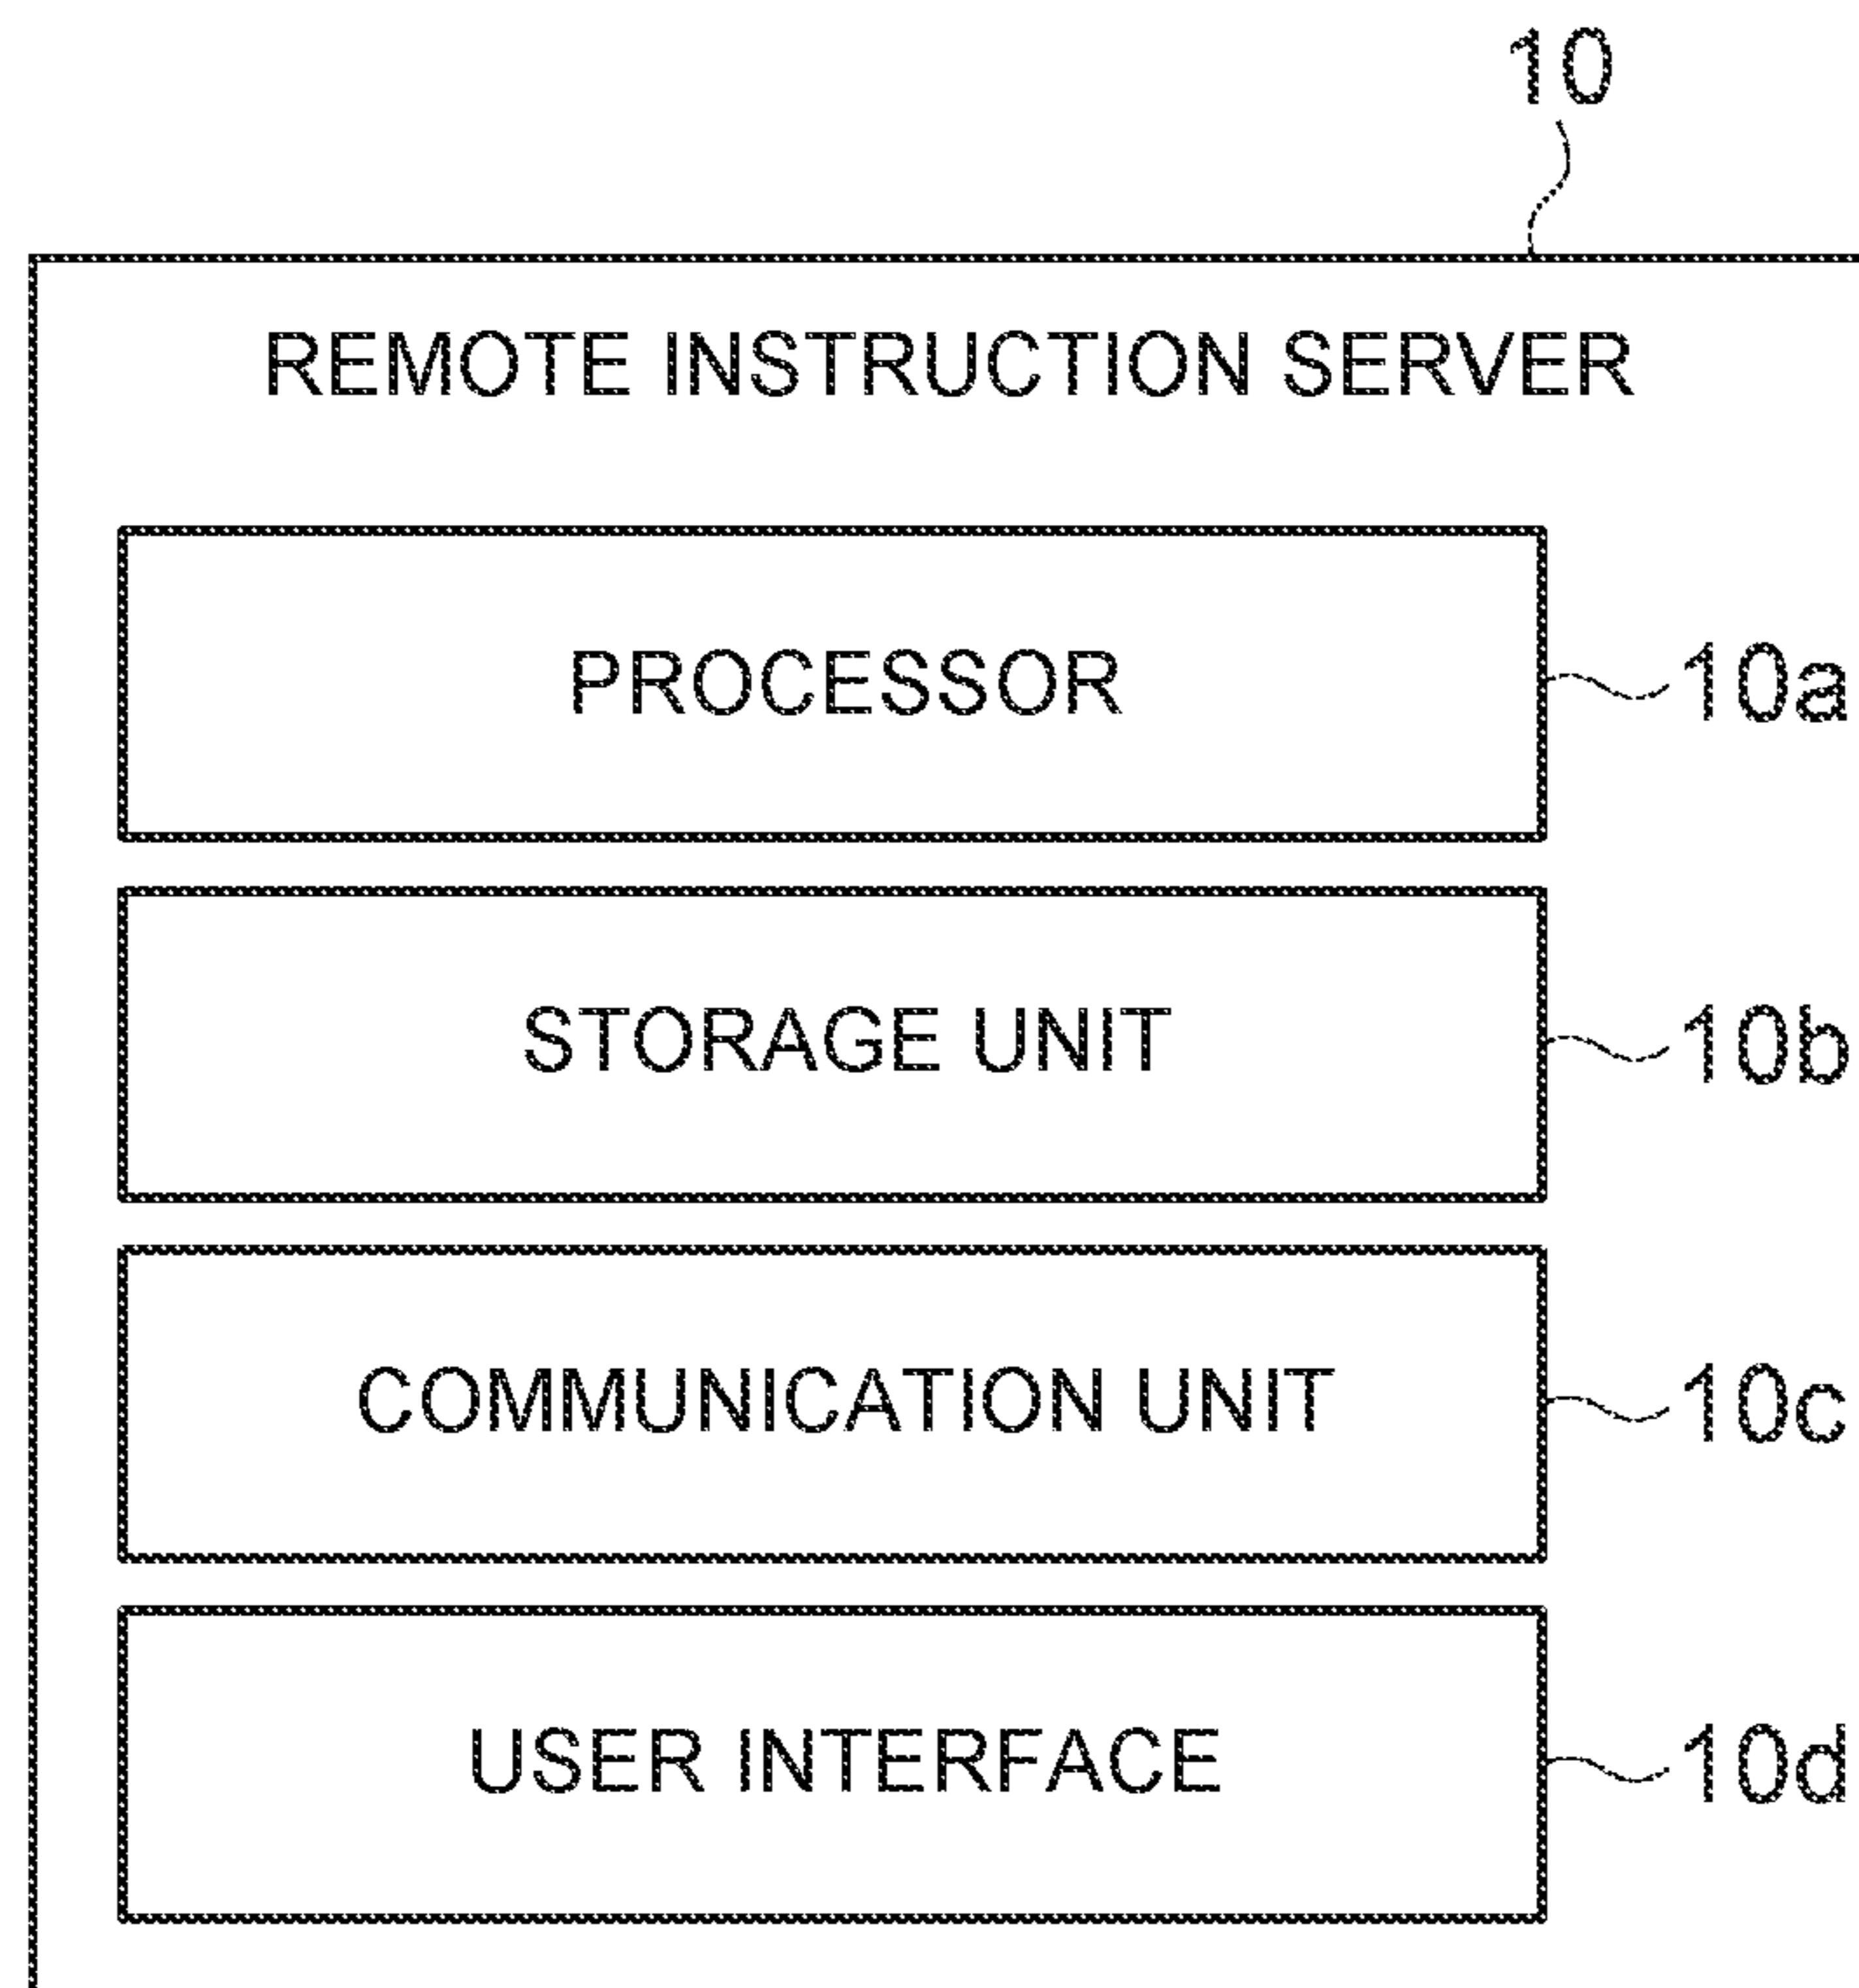 10
REMOTE INSTRUCTION SERVER
PROCESSOR
10a
STORAGE UNIT
10b
COMMUNICATION UNIT
10c
USER INTERFACE
10d